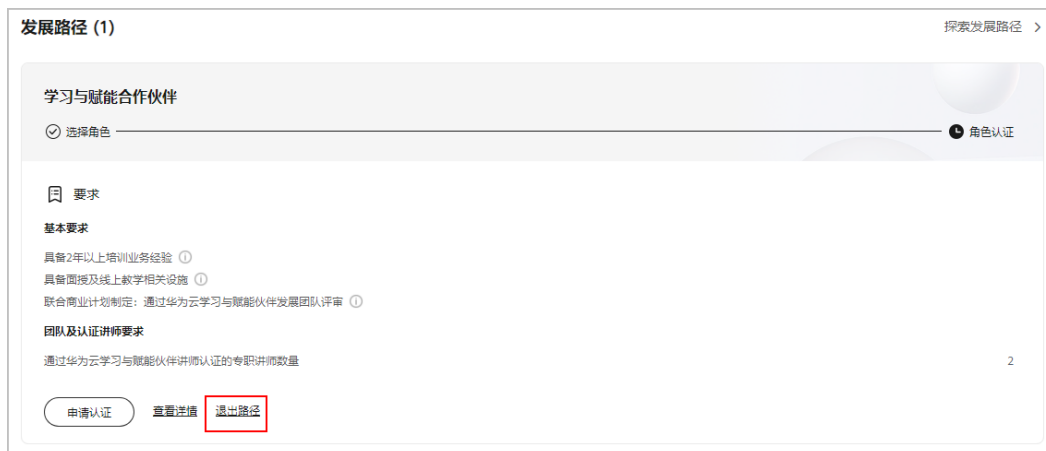 发展路径 (1)
探索发展路径
学习与赋能合作伙伴
选择角色
角色认证
要求
基本要求
具备2年以上培训业务经验
具备面授及线上教学相关设施
联合商业计划制定：通过华为云学习与赋能伙伴发展团队评审
团队及认证讲师要求
通过华为云学习与赋能伙伴讲师认证的专职讲师数量 2
申请认证 查看详情 退出路径